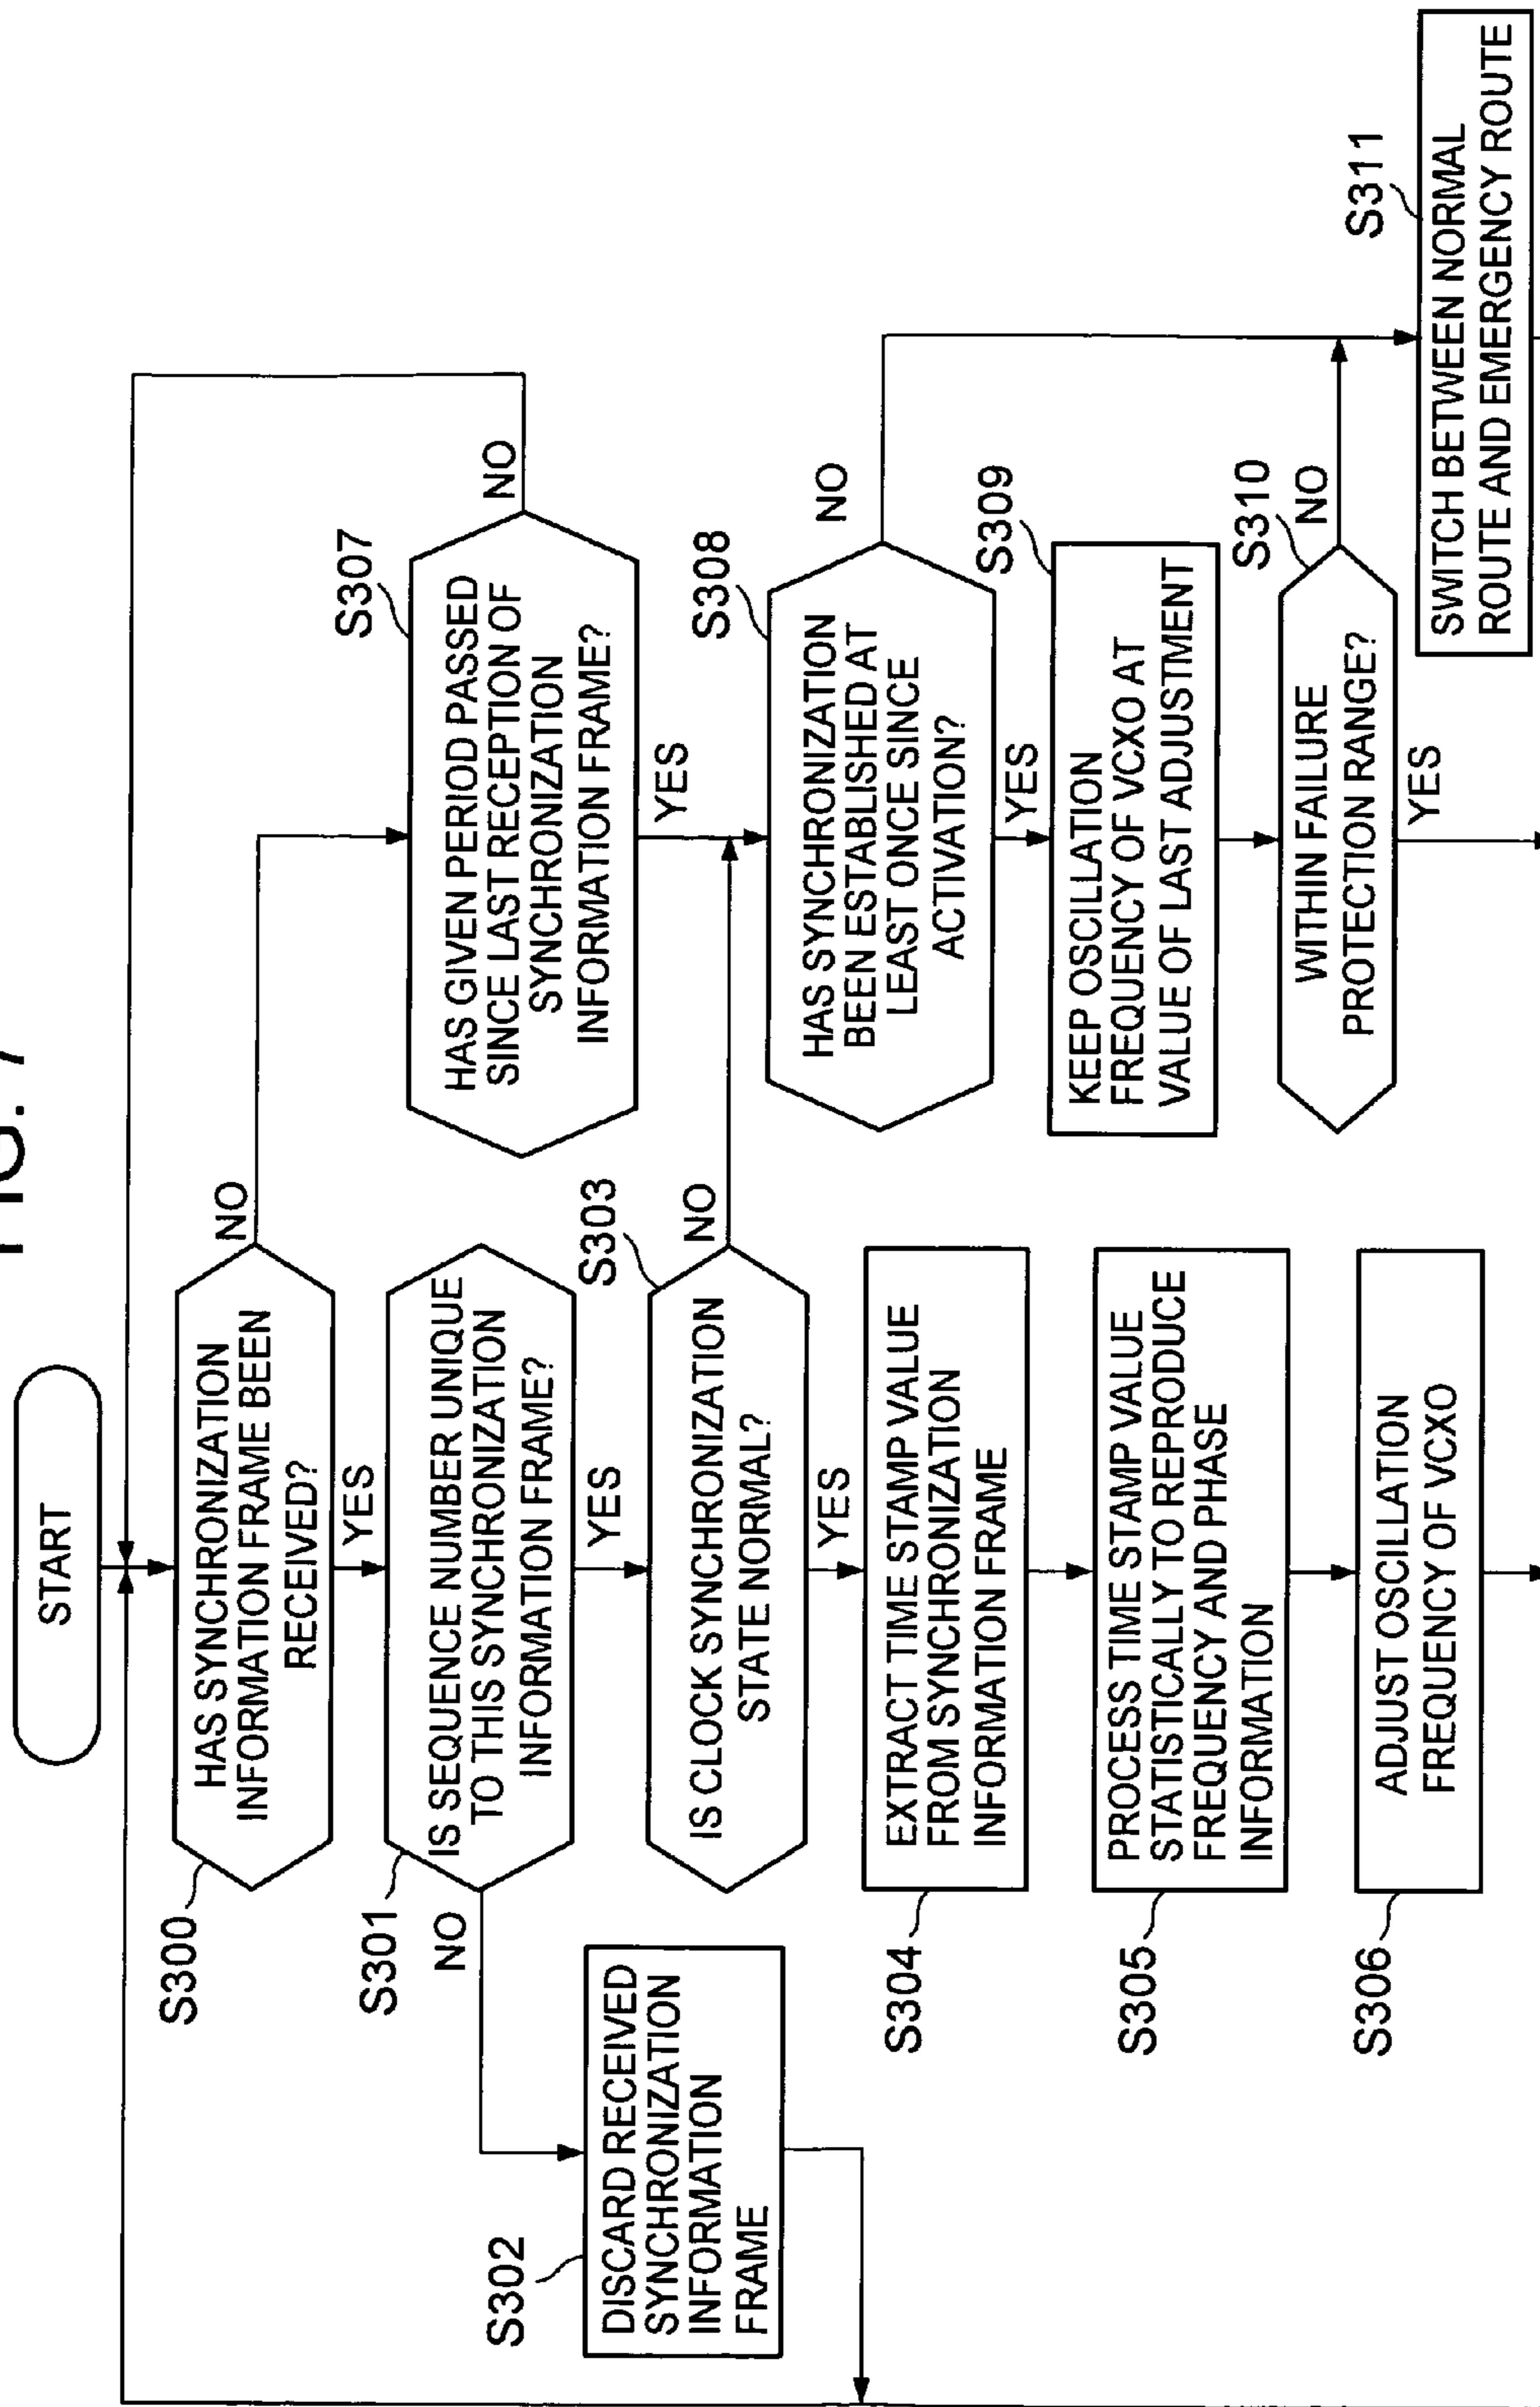 FIG. 7
START
S300
HAS SYNCHRONIZATION
INFORMATION FRAME BEEN
RECEIVED?
NO
YES
S301
IS SEQUENCE NUMBER UNIQUE
TO THIS SYNCHRONIZATION
INFORMATION FRAME?
NO
YES
S302
DISCARD RECEIVED
SYNCHRONIZATION
INFORMATION
FRAME
S303
IS CLOCK SYNCHRONIZATION
STATE NORMAL?
NO
YES
S304
EXTRACT TIME STAMP VALUE
FROM SYNCHRONIZATION
INFORMATION FRAME
S305
PROCESS TIME STAMP VALUE
STATISTICALLY TO REPRODUCE
FREQUENCY AND PHASE
INFORMATION
S306
ADJUST OSCILLATION
FREQUENCY OF VCXO
S307
HAS GIVEN PERIOD PASSED
SINCE LAST RECEPTION OF
SYNCHRONIZATION
INFORMATION FRAME?
NO
YES
S308
HAS SYNCHRONIZATION
BEEN ESTABLISHED AT
LEAST ONCE SINCE
ACTIVATION?
NO
YES
S309
KEEP OSCILLATION
FREQUENCY OF VCXO AT
VALUE OF LAST ADJUSTMENT
S310
WITHIN FAILURE
PROTECTION RANGE?
NO
YES
S311
SWITCH BETWEEN NORMAL
ROUTE AND EMERGENCY ROUTE